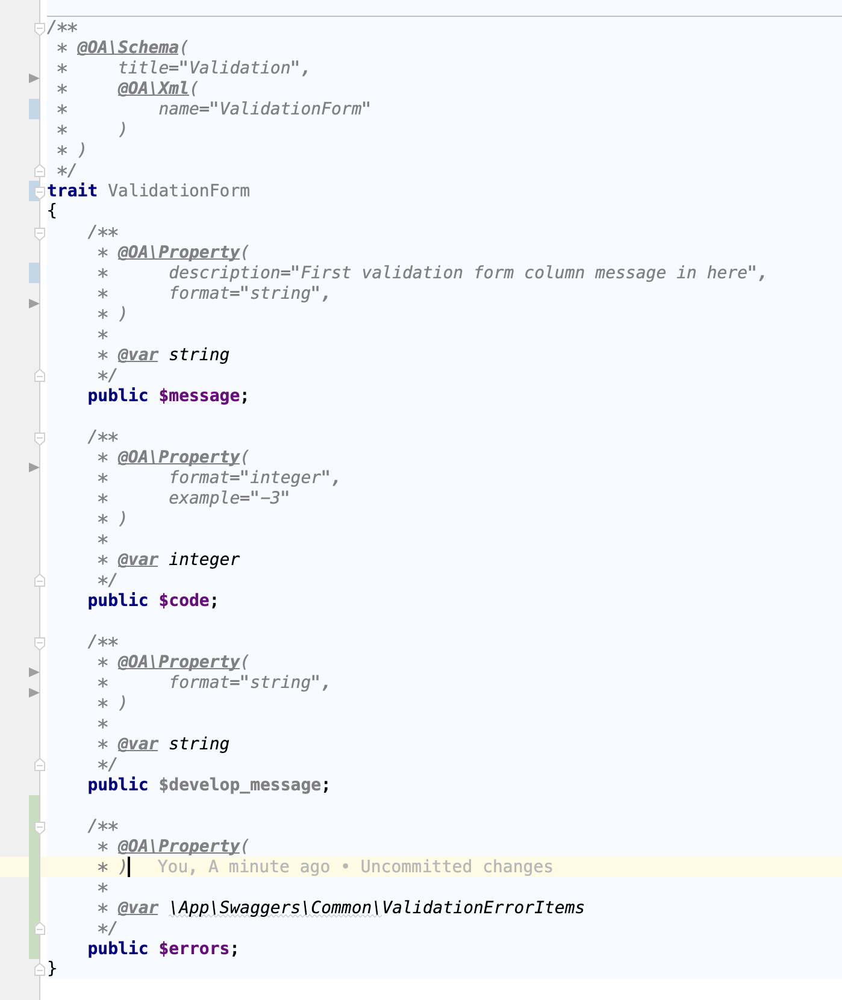 /**
 * @OA\Schema(
 *     title="Validation",
 *     @OA\Xml(
 *         name="ValidationForm"
 *     )
 * )
 */
trait ValidationForm
{
    /**
     * @OA\Property(
     *      description="First validation form column message in here",
     *      format="string",
     * )
     *
     * @var string
     */
    public $message;

    /**
     * @OA\Property(
     *      format="integer",
     *      example="-3"
     * )
     *
     * @var integer
     */
    public $code;

    /**
     * @OA\Property(
     *      format="string",
     * )
     *
     * @var string
     */
    public $develop_message;

    /**
     * @OA\Property(
     * )   You, A minute ago • Uncommitted changes
     *
     * @var \App\Swaggers\Common\ValidationErrorItems
     */
    public $errors;
}